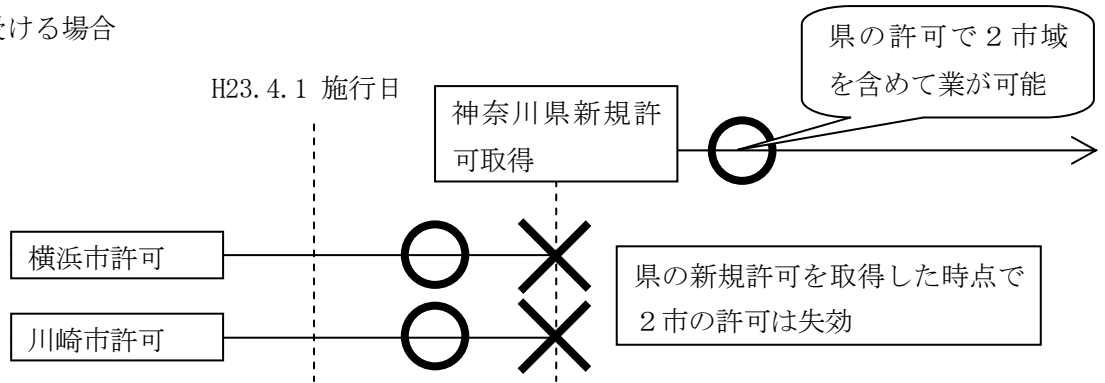 ける場合
県の許可で２市域
を含めて業が可能
H23.4.1 施行日
神奈川県新規許
可取得
横浜市許可
県の新規許可を取得した時点で
２市の許可は失効
川崎市許可